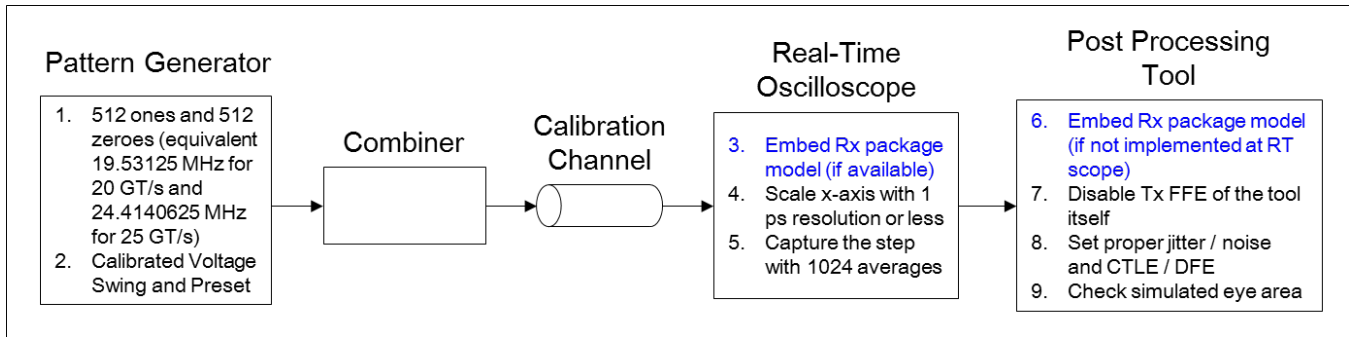 Pattern Generator
1. 512 ones and 512
zeroes (equivalent
19.53125 MHz for
20 GT/s and
24.4140625 MHz
for 25 GT/s)
2. Calibrated Voltage
Swing and Preset
Combiner
Calibration
Channel
Real-Time
Oscilloscope
3. Embed Rx package
model (if available)
4. Scale x-axis with 1
ps resolution or less
5. Capture the step
with 1024 averages
Post Processing
Tool
6. Embed Rx package model
(if not implemented at RT
scope)
7. Disable Tx FFE of the tool
itself
8. Set proper jitter / noise
and CTLE / DFE
9. Check simulated eye area